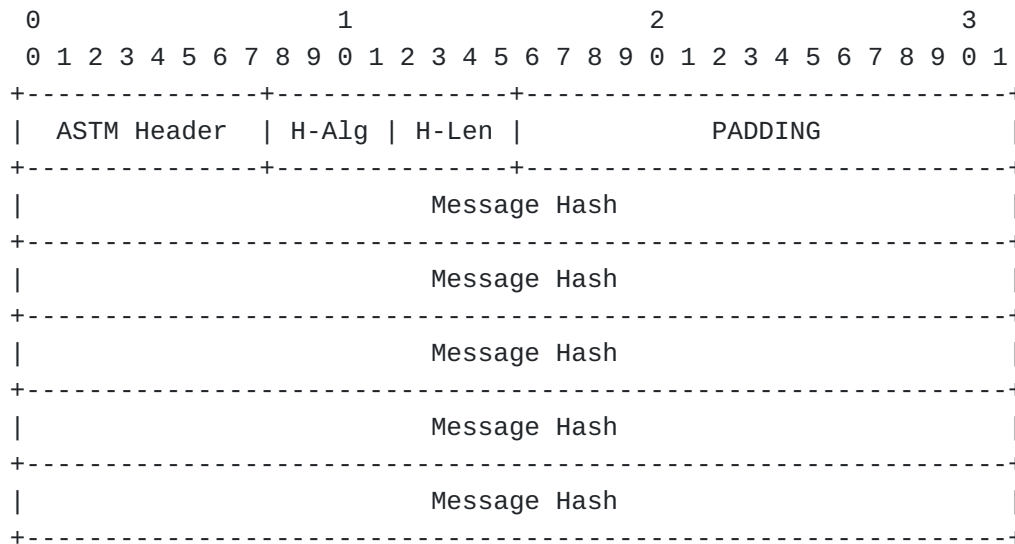 0                   1                   2                   3
 0 1 2 3 4 5 6 7 8 9 0 1 2 3 4 5 6 7 8 9 0 1 2 3 4 5 6 7 8 9 0 1
+---------------+---------------+-------------------------------+
|  ASTM Header  | H-Alg | H-Len |            PADDING            |
+---------------+---------------+-------------------------------+
|                          Message Hash                         |
+---------------------------------------------------------------+
|                          Message Hash                         |
+---------------------------------------------------------------+
|                          Message Hash                         |
+---------------------------------------------------------------+
|                          Message Hash                         |
+---------------------------------------------------------------+
|                          Message Hash                         |
+---------------------------------------------------------------+